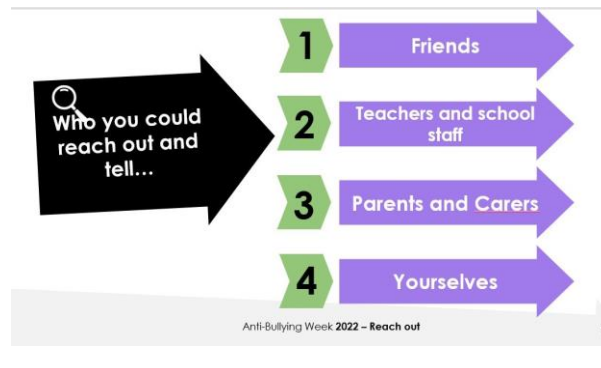 Who you could
reach out and
tell...
1
Friends
2
Teachers and school
staff
3
Parents and Carers
4
Yourselves
Anti-Bullying Week 2022 – Reach out